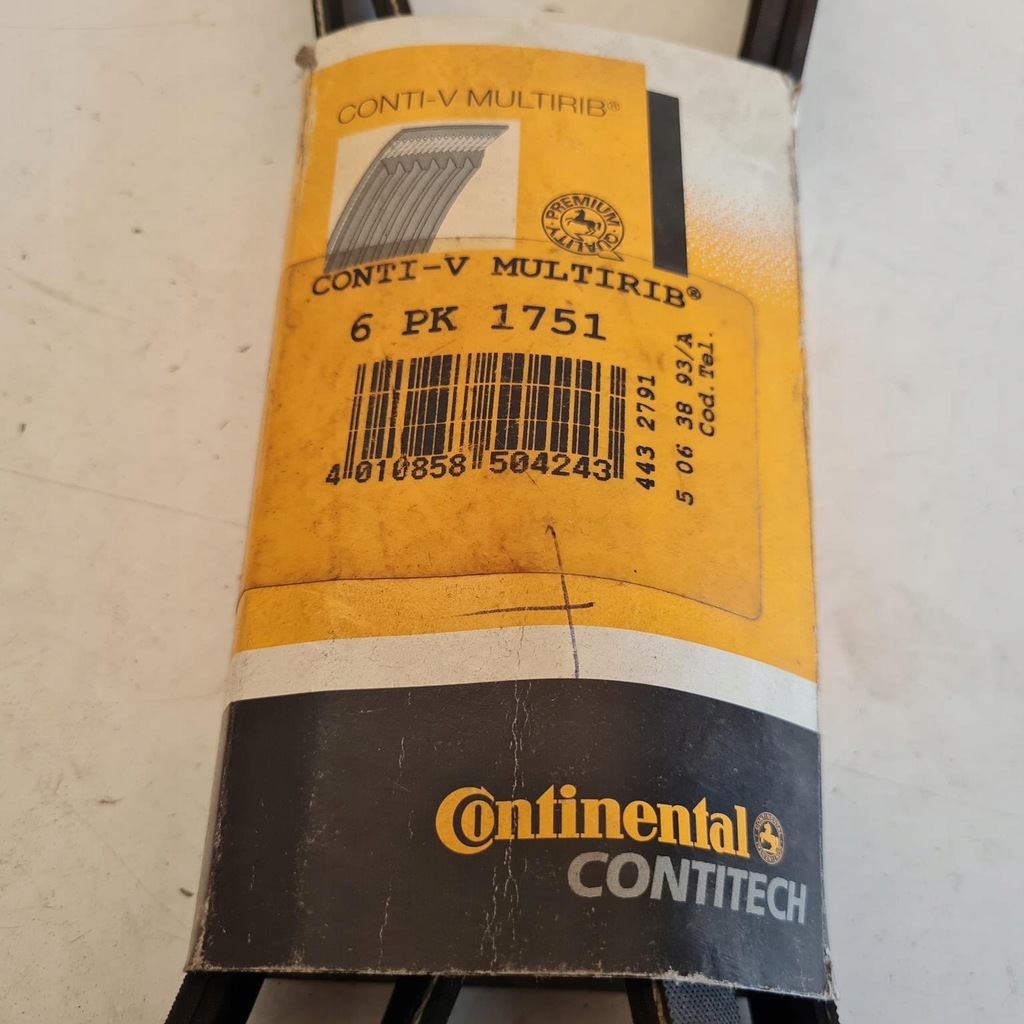 CONTI-V MULTIRIB®
PREMIUM
QUALITY
CONTI-V MULTIRIB®
6 PK 1751
4 010858 504243
443 2791
5 06 38 93/A
Cod.Tel.
Continental
CONTITECH